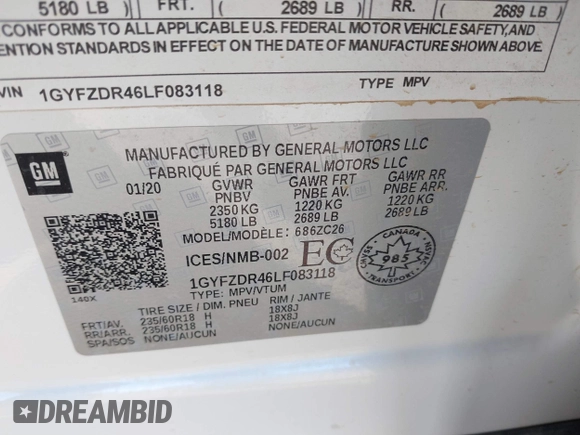 5180 LB ) FRT. ( 2689 LB ) RR. ( 2689 LB )
CONFORMS TO ALL APPLICABLE U.S. FEDERAL MOTOR VEHICLE SAFETY, AND
STANDARDS IN EFFECT ON THE DATE OF MANUFACTURE SHOWN ABOVE.
VIN 1GYFZDR46LF083118 TYPE MPV
GM
MANUFACTURED BY GENERAL MOTORS LLC
FABRIQUÉ PAR GENERAL MOTORS LLC
01/20 GVWR GAWR FRT GAWR RR
PNBV PNBE AV. PNBE ARR.
2350 KG 1220 KG 1220 KG
5180 LB 2689 LB 2689 LB
MODEL/MODÈLE: 686ZC26
ICES/NMB-002 EC
CANADA
985
CMVSS NSVAC
1GYFZDR46LF083118
140X
TYPE: MPV/VTUM
TIRE SIZE / DIM. PNEU RIM / JANTE
FRT/AV. 235/60R18 H 18X8J
RR/ARR. 235/60R18 H 18X8J
SPA/SOS NONE/AUCUN NONE/AUCUN
DREAMBID